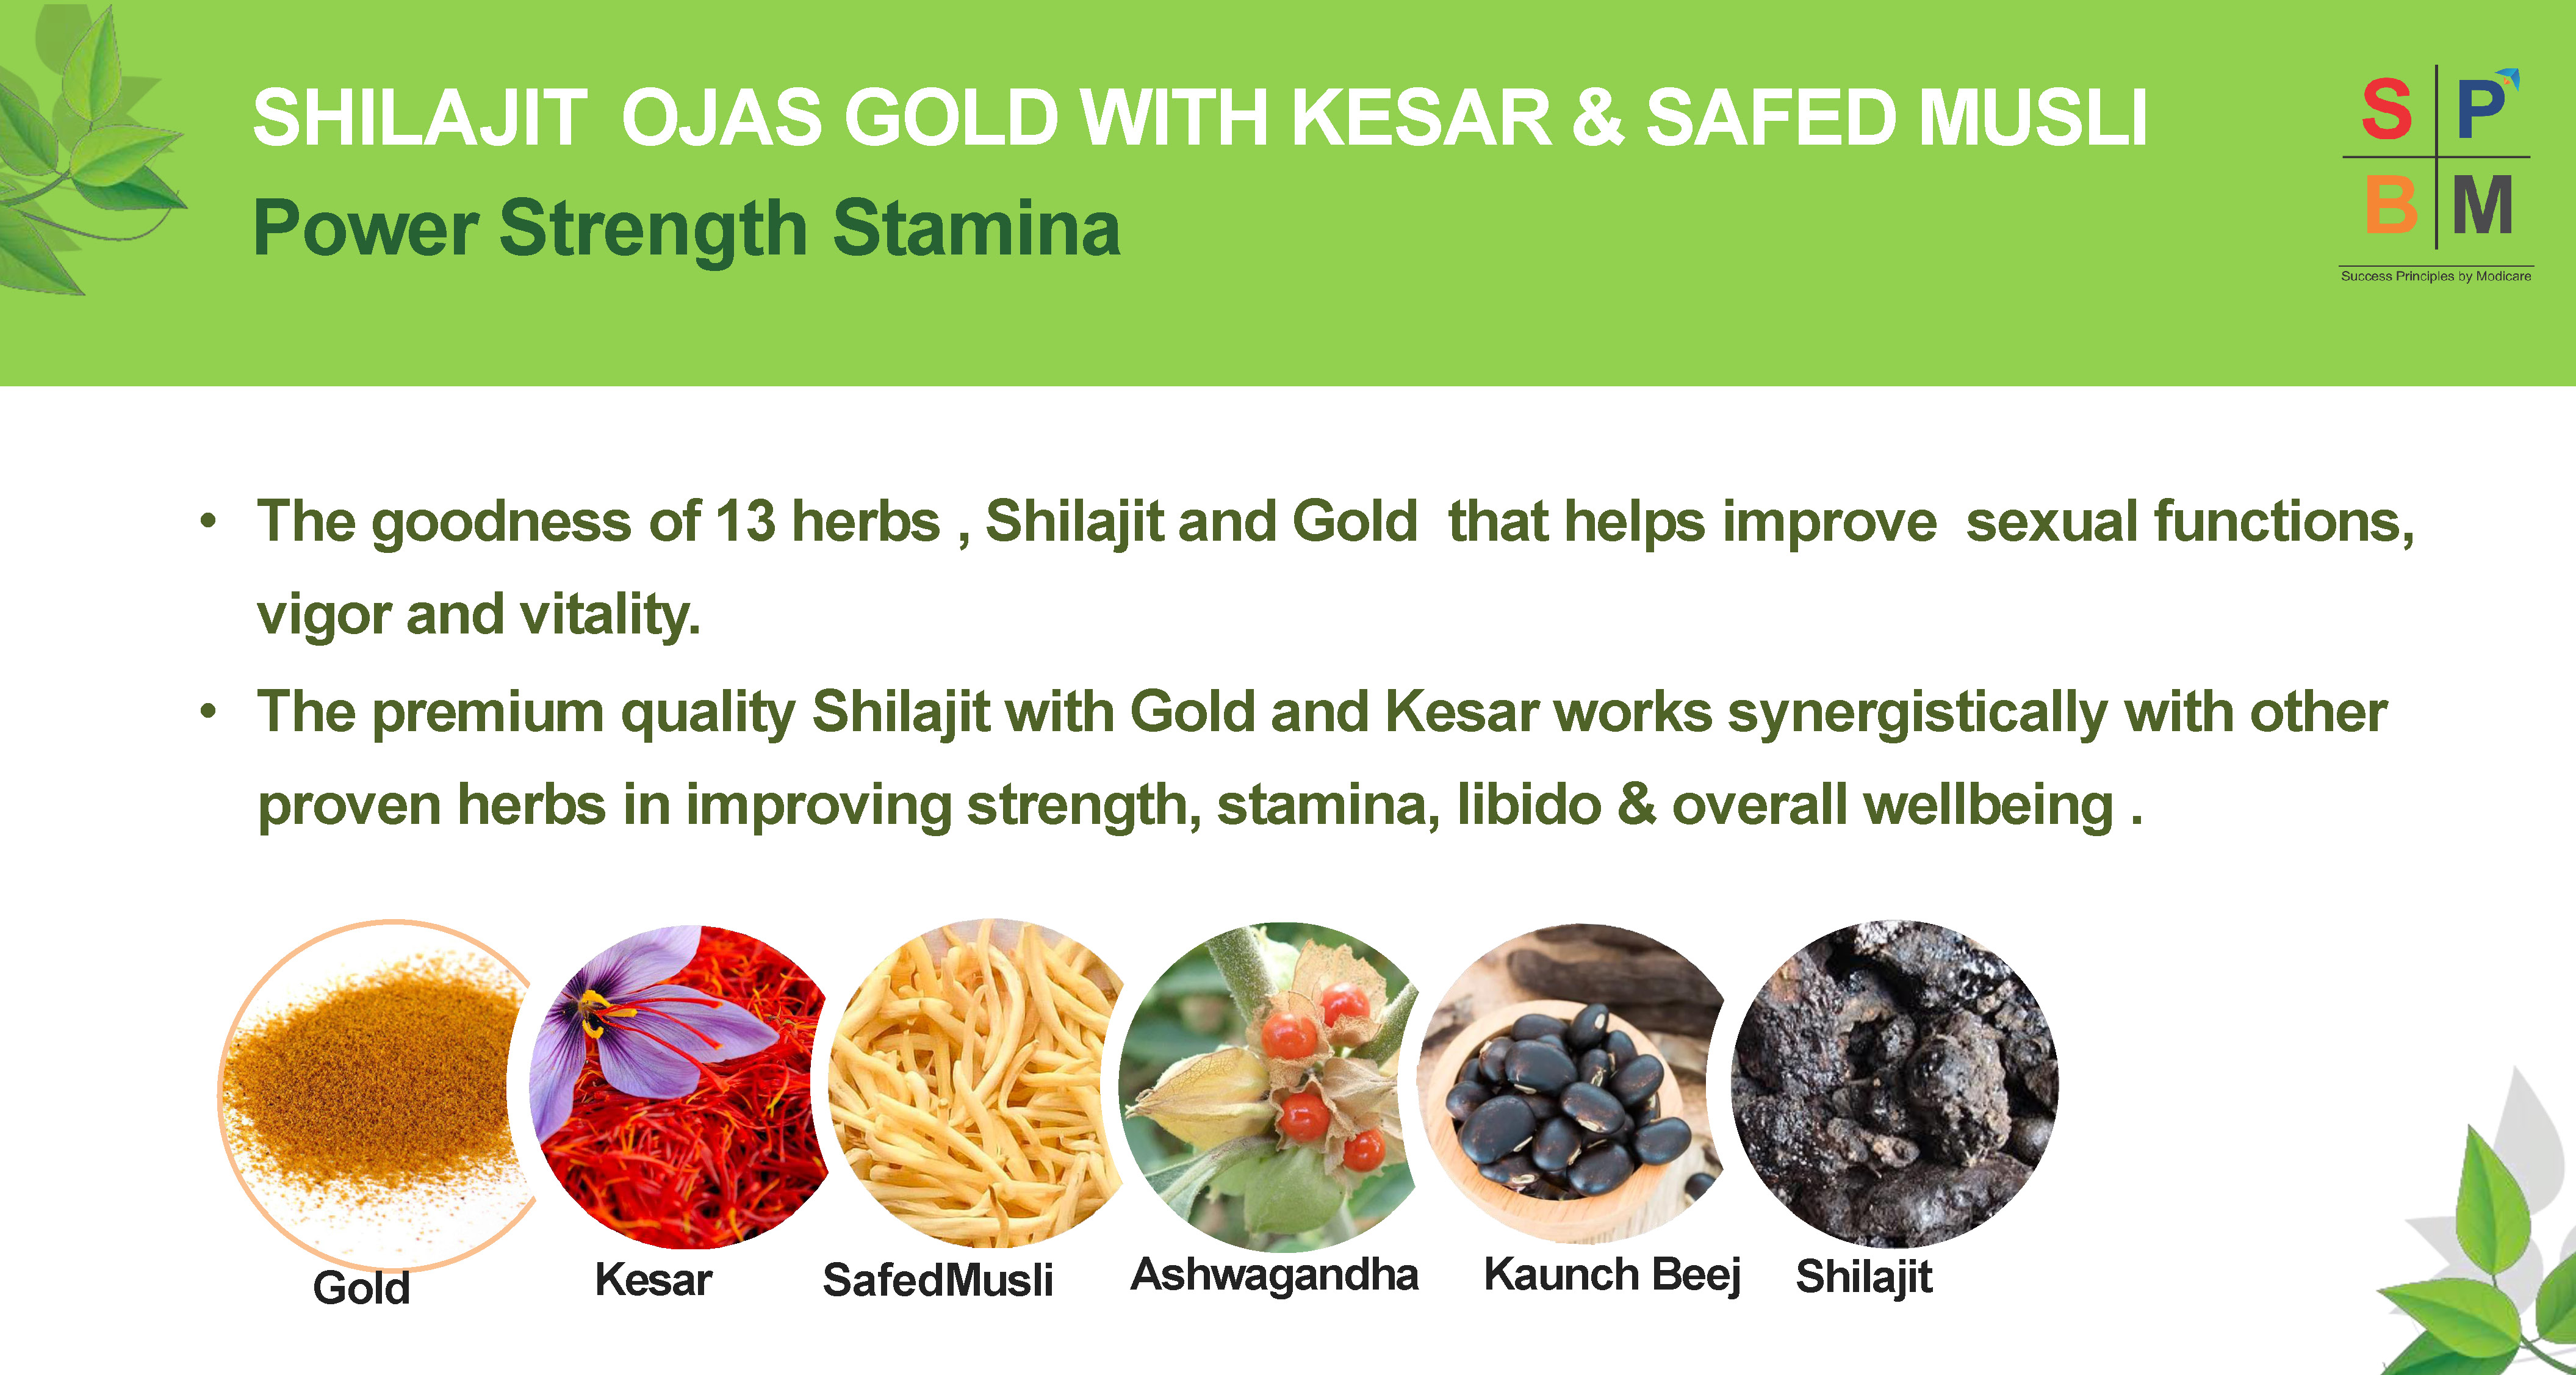 SHILAJIT OJAS GOLD WITH KESAR & SAFED MUSLI
Power Strength Stamina
S P
B M
Success Principles by Modicare
• The goodness of 13 herbs , Shilajit and Gold that helps improve sexual functions,
vigor and vitality.
• The premium quality Shilajit with Gold and Kesar works synergistically with other
proven herbs in improving strength, stamina, libido & overall wellbeing .
Gold
Kesar
SafedMusli
Ashwagandha
Kaunch Beej
Shilajit